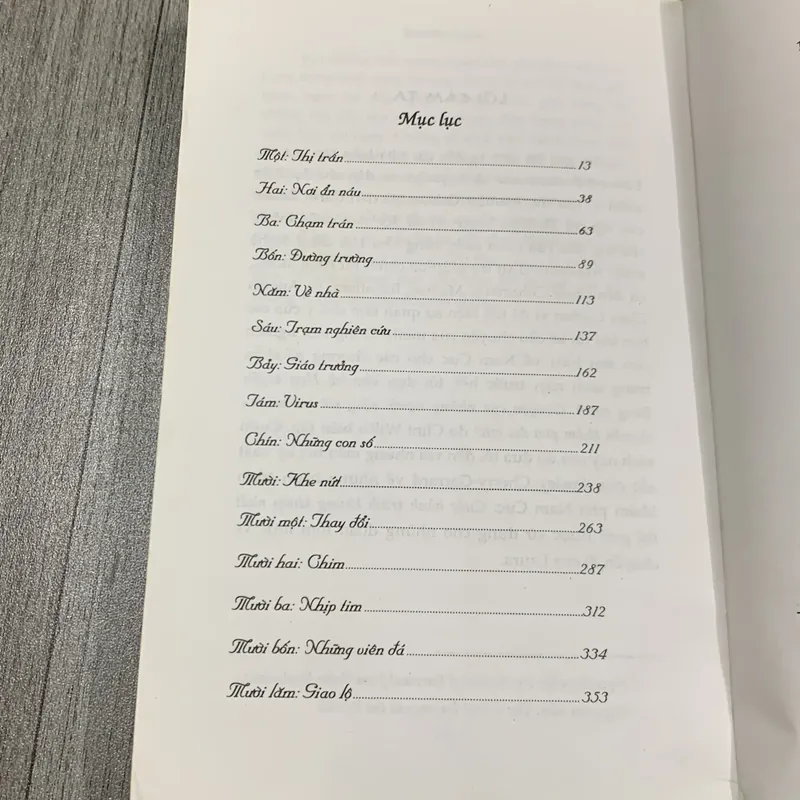 Mục lục
Một: Thị trấn 13
Hai: Nơi ẩn náu 38
Ba: Chạm trán 63
Bốn: Đường trường 89
Năm: Về nhà 113
Sáu: Trạm nghiên cứu 137
Bảy: Giáo trưởng 162
Tám: Virus 187
Chín: Những con số 211
Mười: Khe nứt 238
Mười một: Thay đổi 263
Mười hai: Chim 287
Mười ba: Nhịp tim 312
Mười bốn: Những viên đá 334
Mười lăm: Giao lộ 353